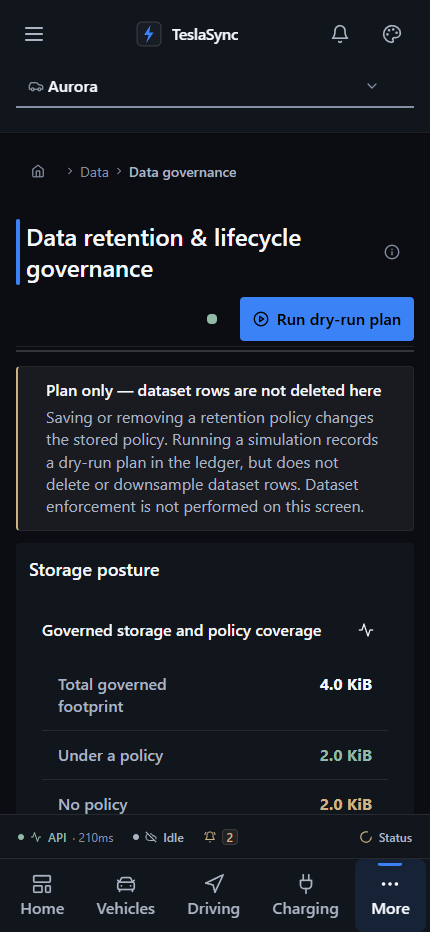 TeslaSync
Aurora
Data
Data governance
Data retention & lifecycle
governance
Run dry-run plan
Plan only — dataset rows are not deleted here
Saving or removing a retention policy changes
the stored policy. Running a simulation records
a dry-run plan in the ledger, but does not
delete or downsample dataset rows. Dataset
enforcement is not performed on this screen.
Storage posture
Governed storage and policy coverage
Total governed
footprint
4.0 KiB
Under a policy
2.0 KiB
No policy
2.0 KiB
API · 210ms
Idle
2
Status
Home
Vehicles
Driving
Charging
More